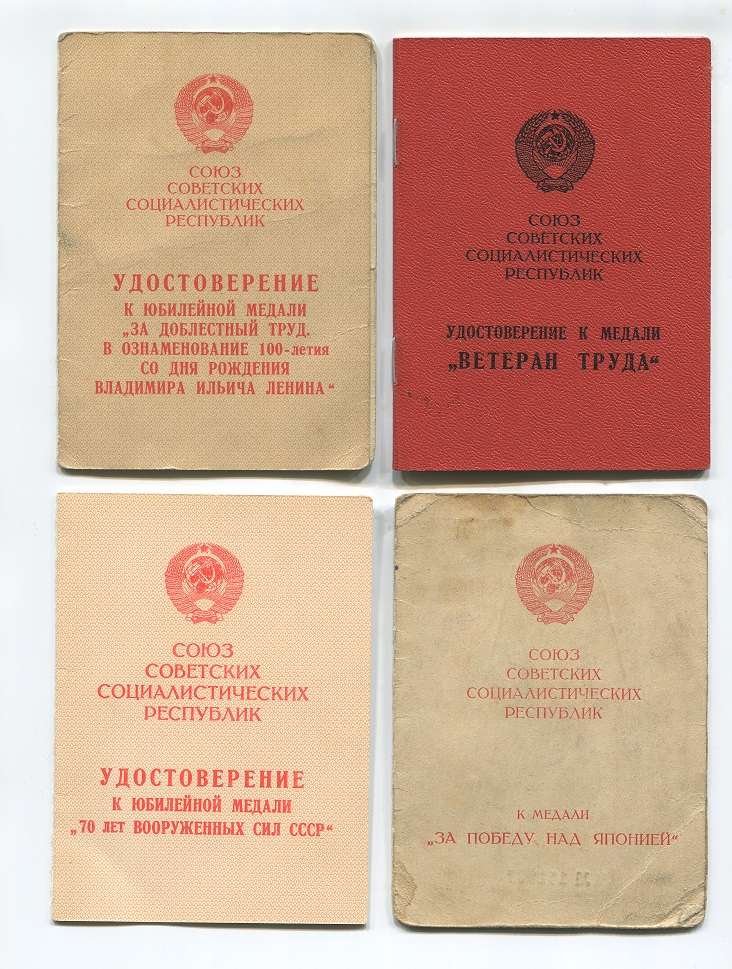 СОЮЗ
СОВЕТСКИХ
СОЦИАЛИСТИЧЕСКИХ
РЕСПУБЛИК
УДОСТОВЕРЕНИЕ
К ЮБИЛЕЙНОЙ МЕДАЛИ
„ЗА ДОБЛЕСТНЫЙ ТРУД.
В ОЗНАМЕНОВАНИЕ 100-летия
СО ДНЯ РОЖДЕНИЯ
ВЛАДИМИРА ИЛЬИЧА ЛЕНИНА“
СОЮЗ
СОВЕТСКИХ
СОЦИАЛИСТИЧЕСКИХ
РЕСПУБЛИК
УДОСТОВЕРЕНИЕ К МЕДАЛИ
„ВЕТЕРАН ТРУДА“
СОЮЗ
СОВЕТСКИХ
СОЦИАЛИСТИЧЕСКИХ
РЕСПУБЛИК
УДОСТОВЕРЕНИЕ
К ЮБИЛЕЙНОЙ МЕДАЛИ
„70 ЛЕТ ВООРУЖЕННЫХ СИЛ СССР“
СОЮЗ
СОВЕТСКИХ
СОЦИАЛИСТИЧЕСКИХ
РЕСПУБЛИК
К МЕДАЛИ
„ЗА ПОБЕДУ НАД ЯПОНИЕЙ“